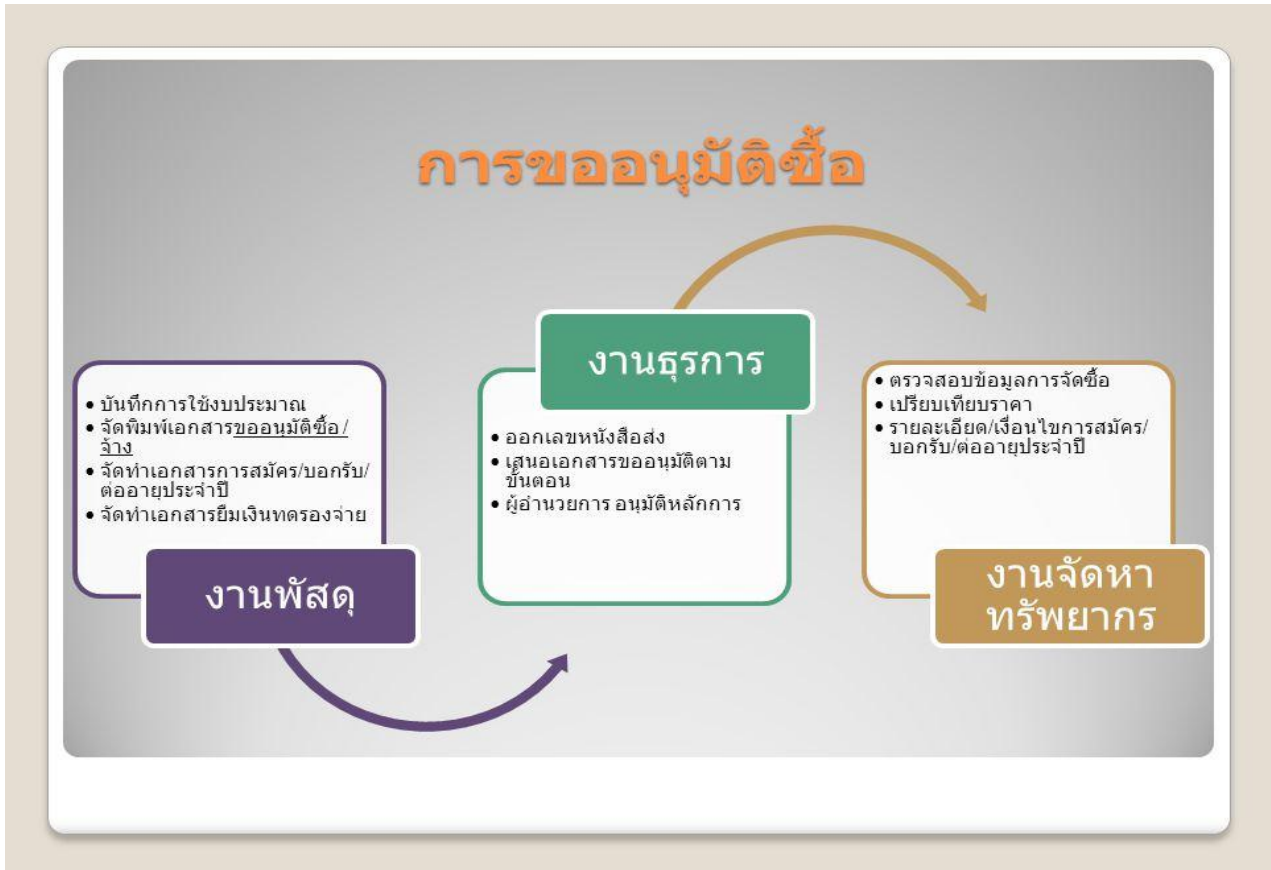 การขออนุมัติซื้อ
• บันทึกการใช้งบประมาณ
• จัดพิมพ์เอกสารขออนุมัติซื้อ/
จ้าง
• จัดทำเอกสารการสมัคร/บอกรับ/
ต่ออายุประจำปี
• จัดทำเอกสารยืมเงินทดรองจ่าย
งานพัสดุ
งานธุรการ
• ออกเลขหนังสือส่ง
• เสนอเอกสารขออนุมัติตาม
ขั้นตอน
• ผู้อำนวยการ อนุมัติหลักการ
• ตรวจสอบข้อมูลการจัดซื้อ
• เปรียบเทียบราคา
• รายละเอียด/เงื่อนไขการสมัคร/
บอกรับ/ต่ออายุประจำปี
งานจัดหา
ทรัพยากร